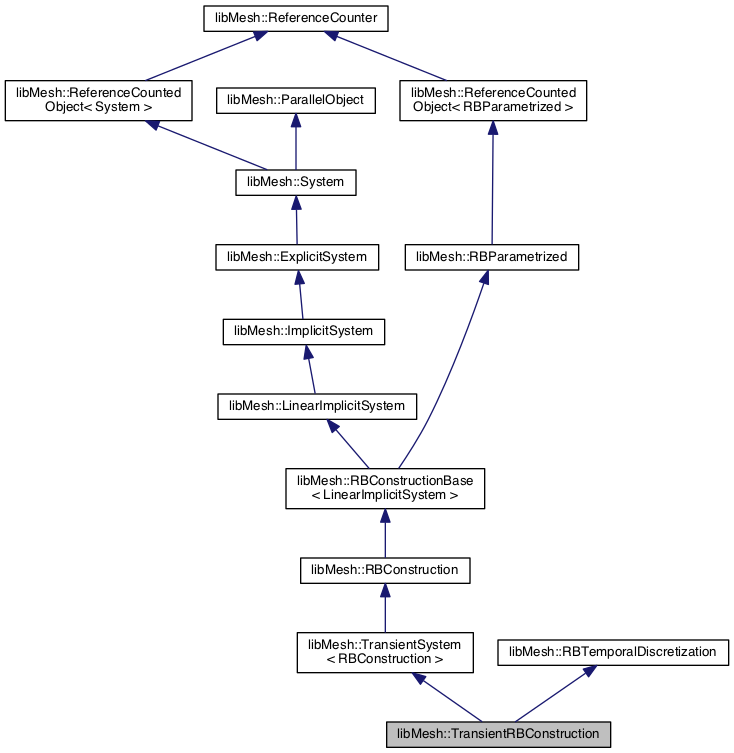 libMesh::ReferenceCounter
libMesh::ReferenceCounted
Object< System >
libMesh::ParallelObject
libMesh::ReferenceCounted
Object< RBParametrized >
libMesh::System
libMesh::ExplicitSystem
libMesh::RBParametrized
libMesh::ImplicitSystem
libMesh::LinearImplicitSystem
libMesh::RBConstructionBase
< LinearImplicitSystem >
libMesh::RBConstruction
libMesh::TransientSystem
< RBConstruction >
libMesh::RBTemporalDiscretization
libMesh::TransientRBConstruction